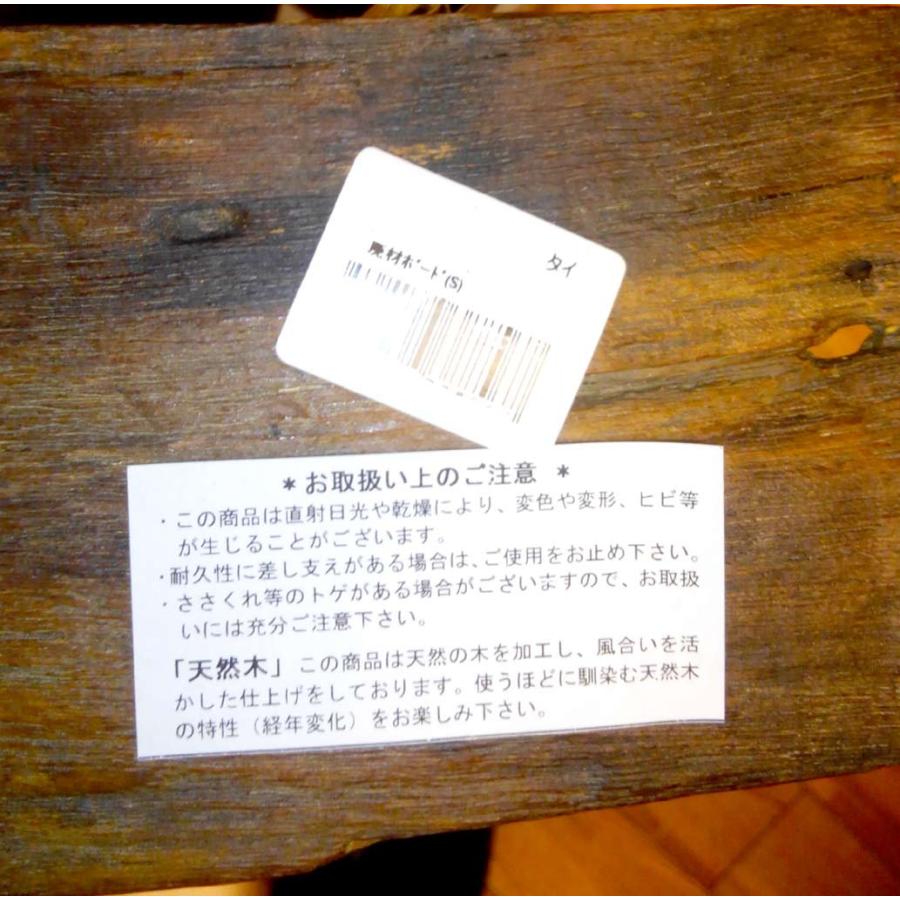 タイ
廃材ボード(S)
＊お取扱い上のご注意＊
・この商品は直射日光や乾燥により、変色や変形、ヒビ等
が生じることがございます。
・耐久性に差し支えがある場合は、ご使用をお止め下さい。
・ささくれ等のトゲがある場合がございますので、お取扱
いには充分ご注意下さい。
「天然木」この商品は天然の木を加工し、風合いを活
かした仕上げをしております。使うほどに馴染む天然木
の特性（経年変化）をお楽しみ下さい。